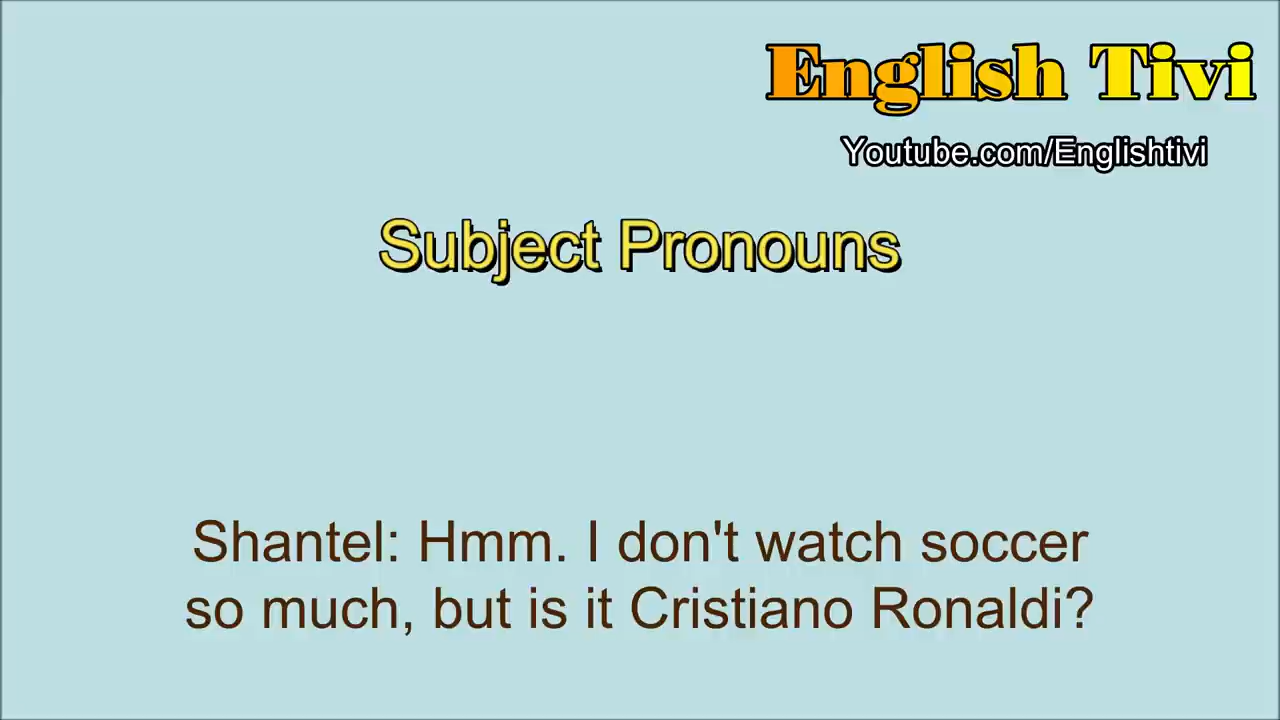 English Tivi
Youtube.com/Englishtivi
Subject Pronouns
Shantel: Hmm. I don't watch soccer
so much, but is it Cristiano Ronaldi?